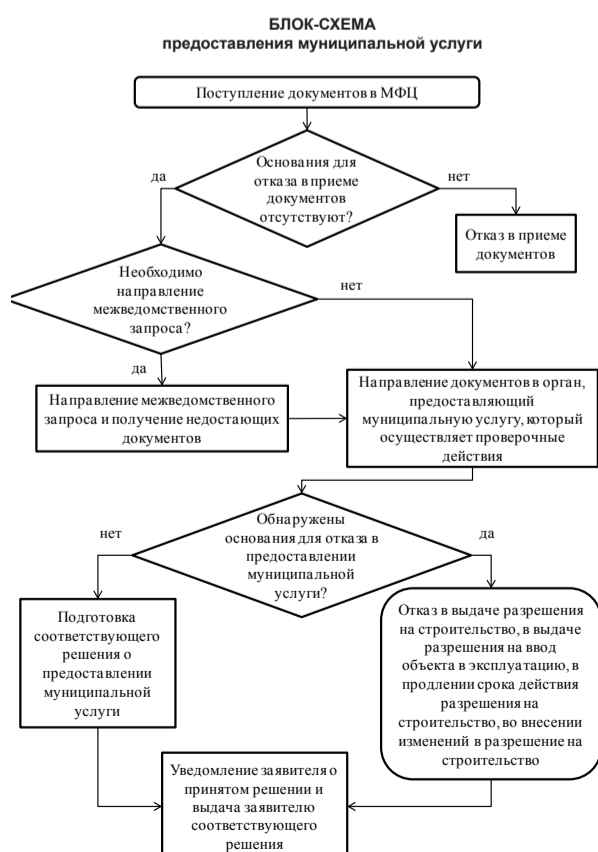 БЛОК-СХЕМА
предоставления муниципальной услуги
Поступление документов в МФЦ
Основания для
отказа в приеме
документов
отсутствуют?
да
нет
Отказ в приеме
документов
Необходимо
направление
межведомственного
запроса?
нет
да
Направление межведомственного
запроса и получение недостающих
документов
Направление документов в орган,
предоставляющий
муниципальную услугу, который
осуществляет проверочные
действия
Обнаружены
основания для отказа в
предоставлении
муниципальной
услуги?
нет
да
Подготовка
соответствующего
решения о
предоставлении
муниципальной
услуги
Отказ в выдаче разрешения
на строительство, в выдаче
разрешения на ввод
объекта в эксплуатацию, в
продлении срока действия
разрешения на
строительство, во внесении
изменений в разрешение на
строительство
Уведомление заявителя о
принятом решении и
выдача заявителю
соответствующего
решения